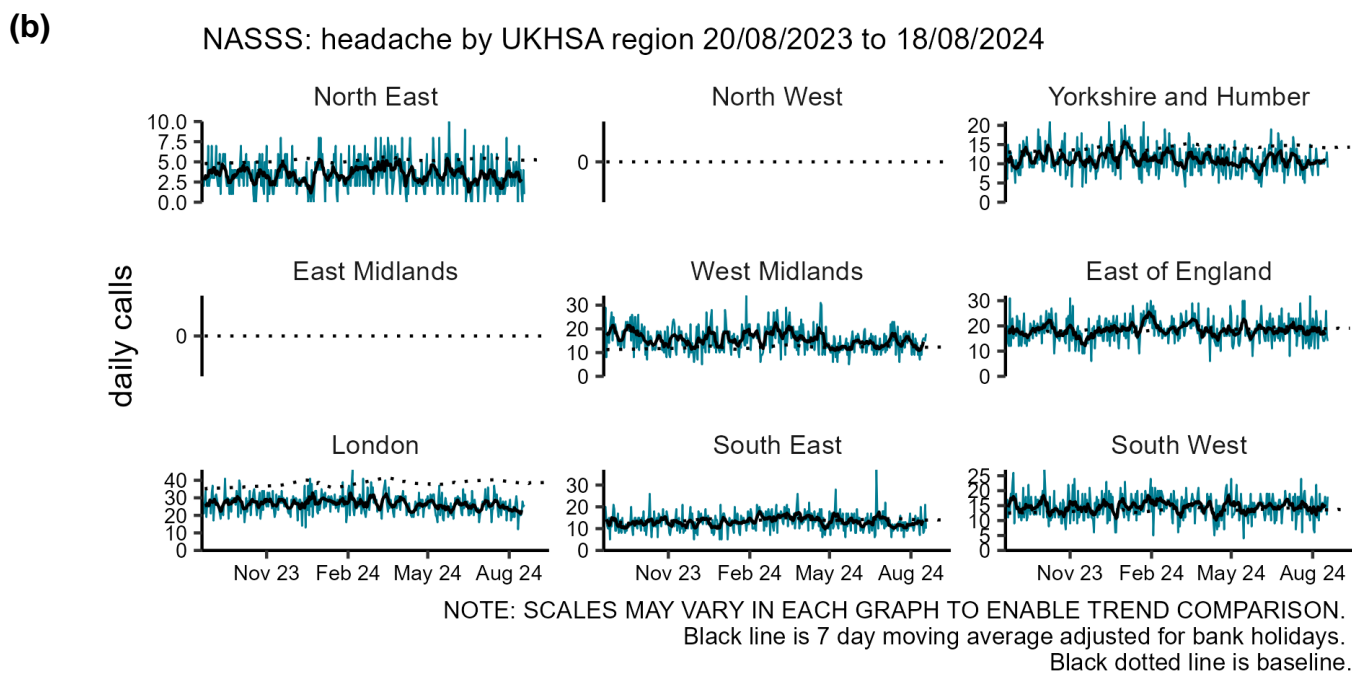 (b)
NASSS: headache by UKHSA region 20/08/2023 to 18/08/2024
North East
10.0
7.5
5.0
2.5
0.0
North West
0
Yorkshire and Humber
20
15
10
5
0
daily calls
East Midlands
0
West Midlands
30
20
10
0
East of England
30
20
10
0
London
40
30
20
10
0
Nov 23 Feb 24 May 24 Aug 24
South East
30
20
10
0
Nov 23 Feb 24 May 24 Aug 24
South West
25
20
15
10
5
0
Nov 23 Feb 24 May 24 Aug 24
NOTE: SCALES MAY VARY IN EACH GRAPH TO ENABLE TREND COMPARISON.
Black line is 7 day moving average adjusted for bank holidays.
Black dotted line is baseline.